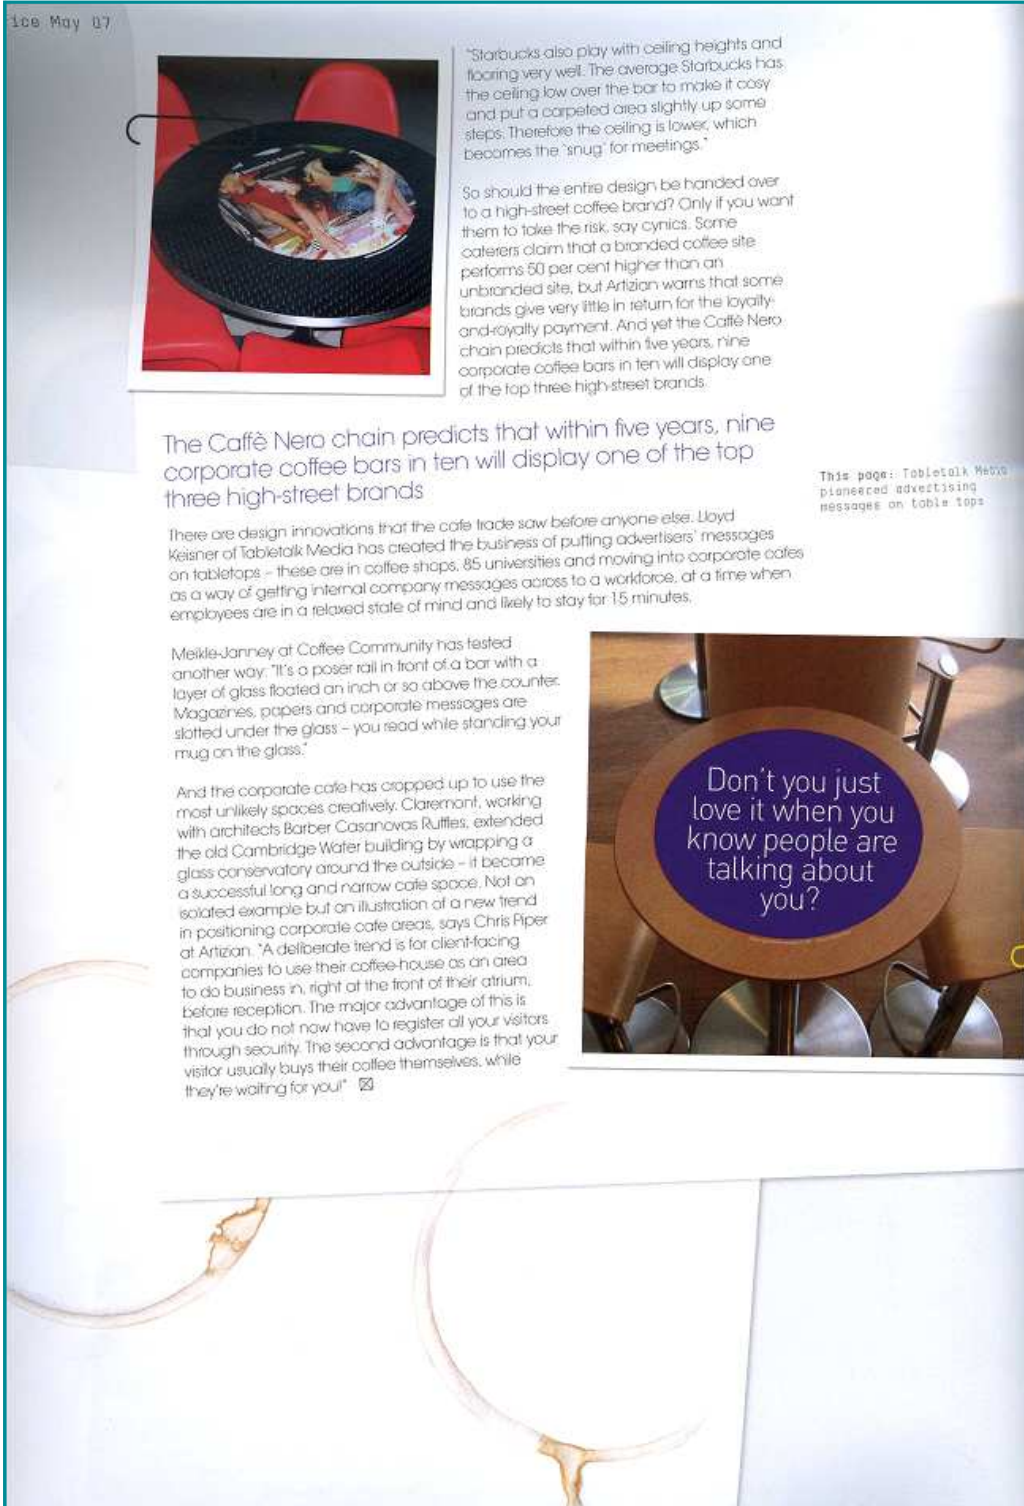 ice May 07
"Starbucks also play with ceiling heights and
flooring very well. The average Starbucks has
the ceiling low over the bar to make it cosy
and put a carpeted area slightly up some
steps. Therefore the ceiling is lower, which
becomes the 'snug' for meetings."
So should the entire design be handed over
to a high-street coffee brand? Only if you want
them to take the risk, say cynics. Some
caterers claim that a branded coffee site
performs 50 per cent higher than an
unbranded site, but Artizian warns that some
brands give very little in return for the loyalty-
and-royalty payment. And yet the Caffè Nero
chain predicts that within five years, nine
corporate coffee bars in ten will display one
of the top three high-street brands.
The Caffè Nero chain predicts that within five years, nine
corporate coffee bars in ten will display one of the top
three high-street brands
This page: Tabletalk Media
pioneered advertising
messages on table tops
There are design innovations that the cafe trade saw before anyone else. Lloyd
Keisner of Tabletalk Media has created the business of putting advertisers' messages
on tabletops – these are in coffee shops, 85 universities and moving into corporate cafes
as a way of getting internal company messages across to a workforce, at a time when
employees are in a relaxed state of mind and likely to stay for 15 minutes.
Meikle-Janney at Coffee Community has tested
another way: "It's a poser rail in front of a bar with a
layer of glass floated an inch or so above the counter.
Magazines, papers and corporate messages are
slotted under the glass – you read while standing your
mug on the glass."
And the corporate cafe has cropped up to use the
most unlikely spaces creatively. Claremont, working
with architects Barber Casanovas Ruffles, extended
the old Cambridge Water building by wrapping a
glass conservatory around the outside – it became
a successful long and narrow cafe space. Not an
isolated example but an illustration of a new trend
in positioning corporate cafe areas, says Chris Piper
at Artizian. "A deliberate trend is for client-facing
companies to use their coffee-house as an area
to do business in, right at the front of their atrium,
before reception. The major advantage of this is
that you do not now have to register all your visitors
through security. The second advantage is that your
visitor usually buys their coffee themselves, while
they're waiting for you!"
Don't you just
love it when you
know people are
talking about
you?